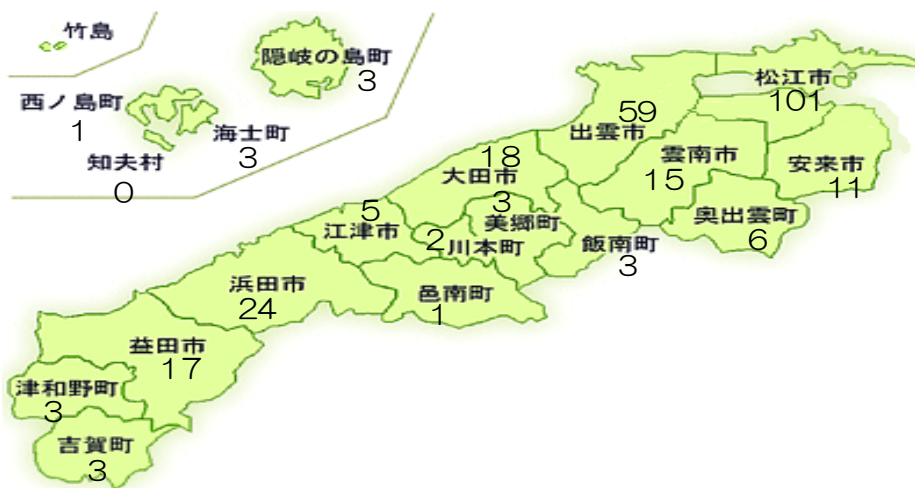 竹島
隠岐の島町
3
西ノ島町
1
海士町
3
知夫村
0
松江市
101
59
出雲市
雲南市
15
安来市
11
18
大田市
3
美郷町
奥出雲町
6
5
江津市
2
川本町
飯南町
3
浜田市
24
邑南町
1
益田市
17
津和野町
3
吉賀町
3